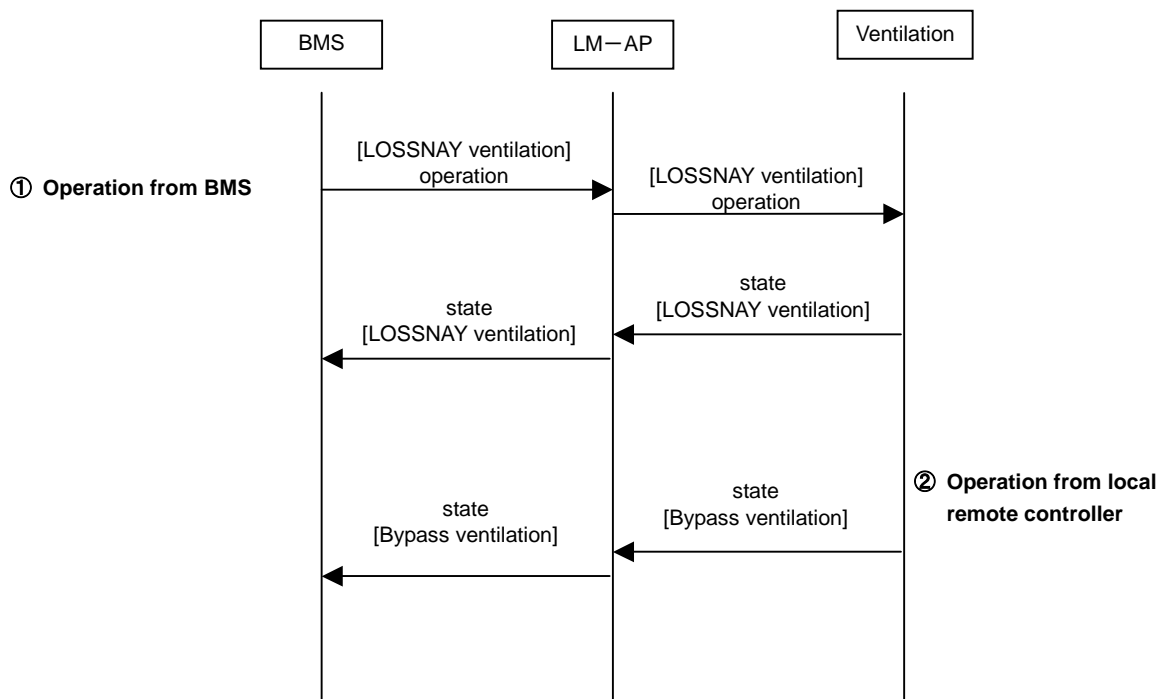 BMS
LM－AP
Ventilation
[LOSSNAY ventilation]
operation
① Operation from BMS
[LOSSNAY ventilation]
operation
state
[LOSSNAY ventilation]
state
[LOSSNAY ventilation]
② Operation from local
remote controller
state
[Bypass ventilation]
state
[Bypass ventilation]